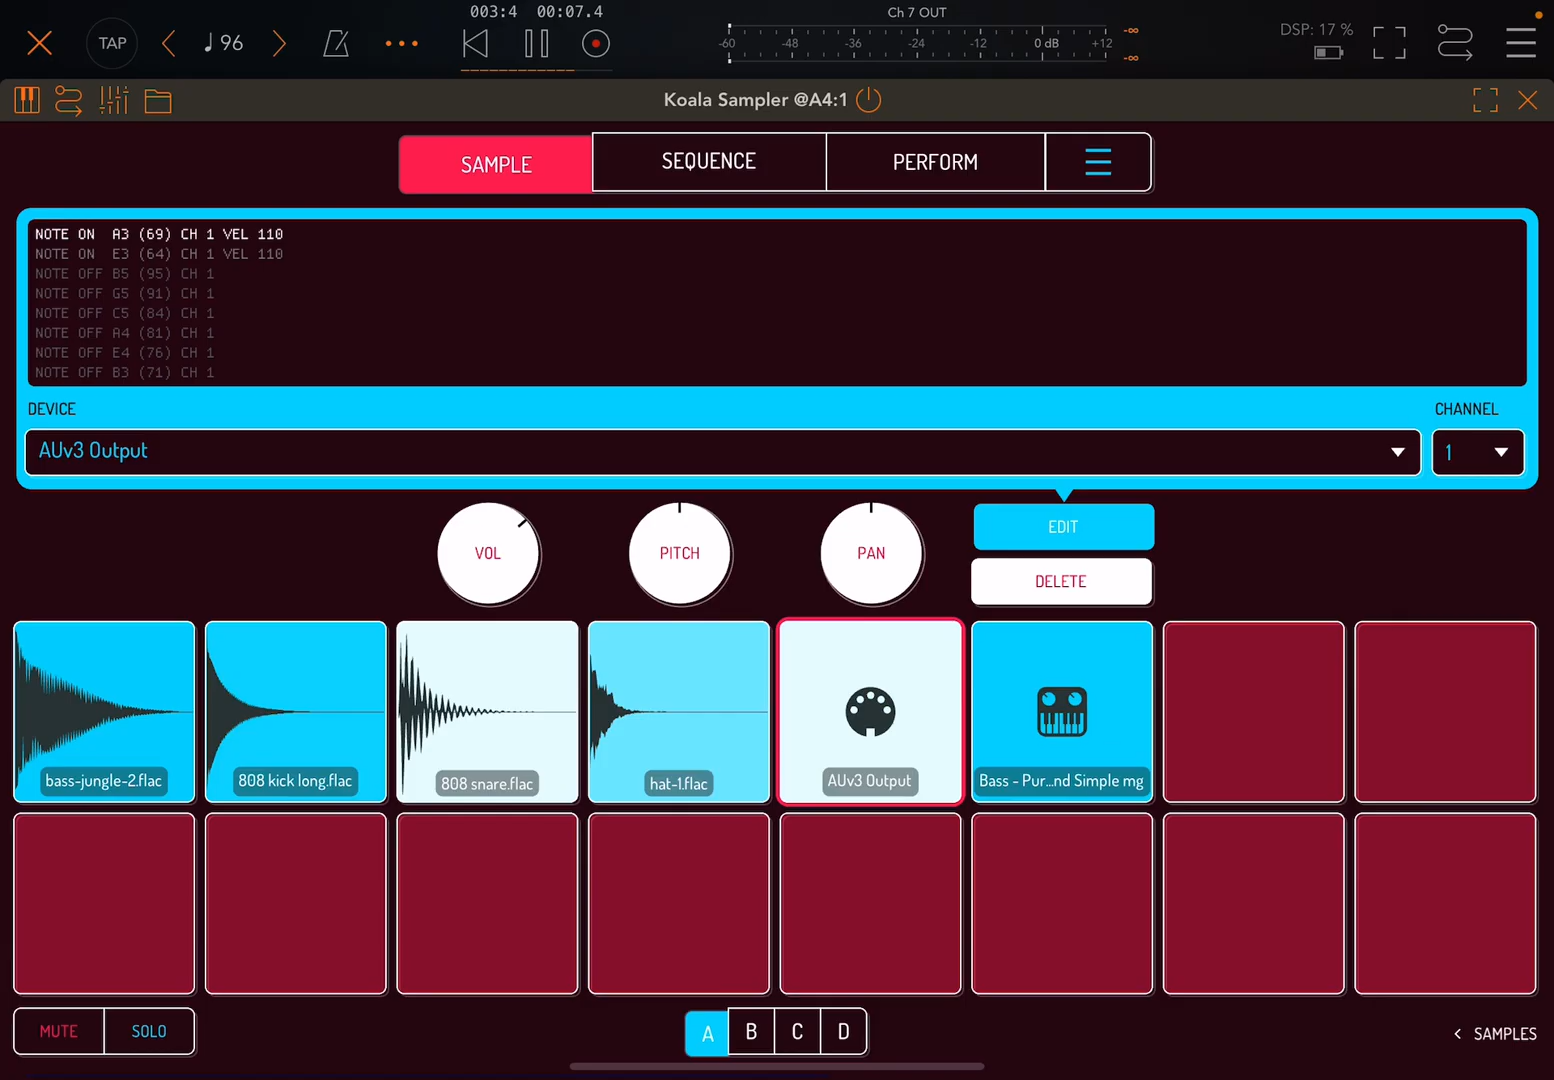 003:4 00:07.4
Ch 7 OUT
TAP
96
-60 -48 -36 -24 -12 0 dB +12
-∞
-∞
DSP: 17 %
Koala Sampler @A4:1
SAMPLE
SEQUENCE
PERFORM
NOTE ON A3 (69) CH 1 VEL 110
NOTE ON E3 (64) CH 1 VEL 110
NOTE OFF B5 (95) CH 1
NOTE OFF G5 (91) CH 1
NOTE OFF C5 (84) CH 1
NOTE OFF A4 (81) CH 1
NOTE OFF E4 (76) CH 1
NOTE OFF B3 (71) CH 1
DEVICE
CHANNEL
AUv3 Output
1
VOL
PITCH
PAN
EDIT
DELETE
bass-jungle-2.flac
808 kick long.flac
808 snare.flac
hat-1.flac
AUv3 Output
Bass - Pur...nd Simple mg
MUTE
SOLO
A
B
C
D
< SAMPLES